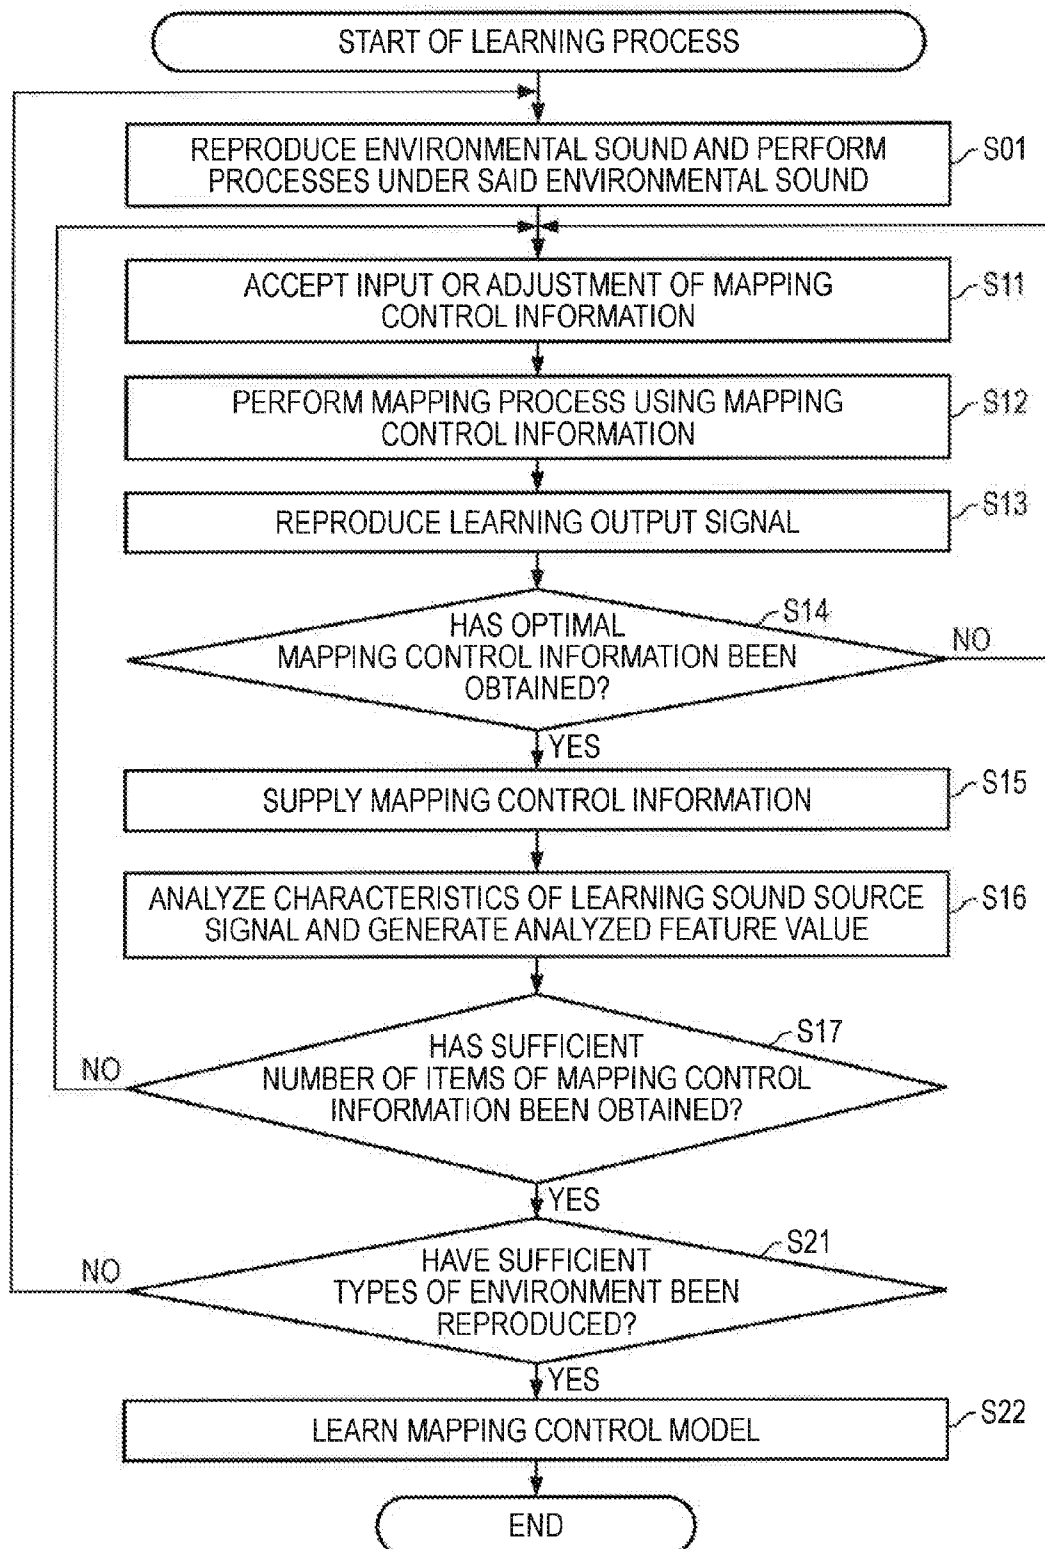 START OF LEARNING PROCESS
REPRODUCE ENVIRONMENTAL SOUND AND PERFORM
PROCESSES UNDER SAID ENVIRONMENTAL SOUND
S01
ACCEPT INPUT OR ADJUSTMENT OF MAPPING
CONTROL INFORMATION
S11
PERFORM MAPPING PROCESS USING MAPPING
CONTROL INFORMATION
S12
REPRODUCE LEARNING OUTPUT SIGNAL
S13
HAS OPTIMAL
MAPPING CONTROL INFORMATION BEEN
OBTAINED?
S14
NO
YES
SUPPLY MAPPING CONTROL INFORMATION
S15
ANALYZE CHARACTERISTICS OF LEARNING SOUND SOURCE
SIGNAL AND GENERATE ANALYZED FEATURE VALUE
S16
HAS SUFFICIENT
NUMBER OF ITEMS OF MAPPING CONTROL
INFORMATION BEEN OBTAINED?
S17
NO
YES
HAVE SUFFICIENT
TYPES OF ENVIRONMENT BEEN
REPRODUCED?
S21
NO
YES
LEARN MAPPING CONTROL MODEL
S22
END